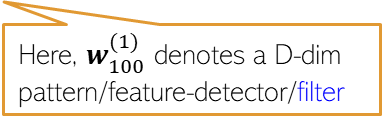 Here, 𝒘₁₀₀⁽¹⁾ denotes a D-dim
pattern/feature-detector/filter